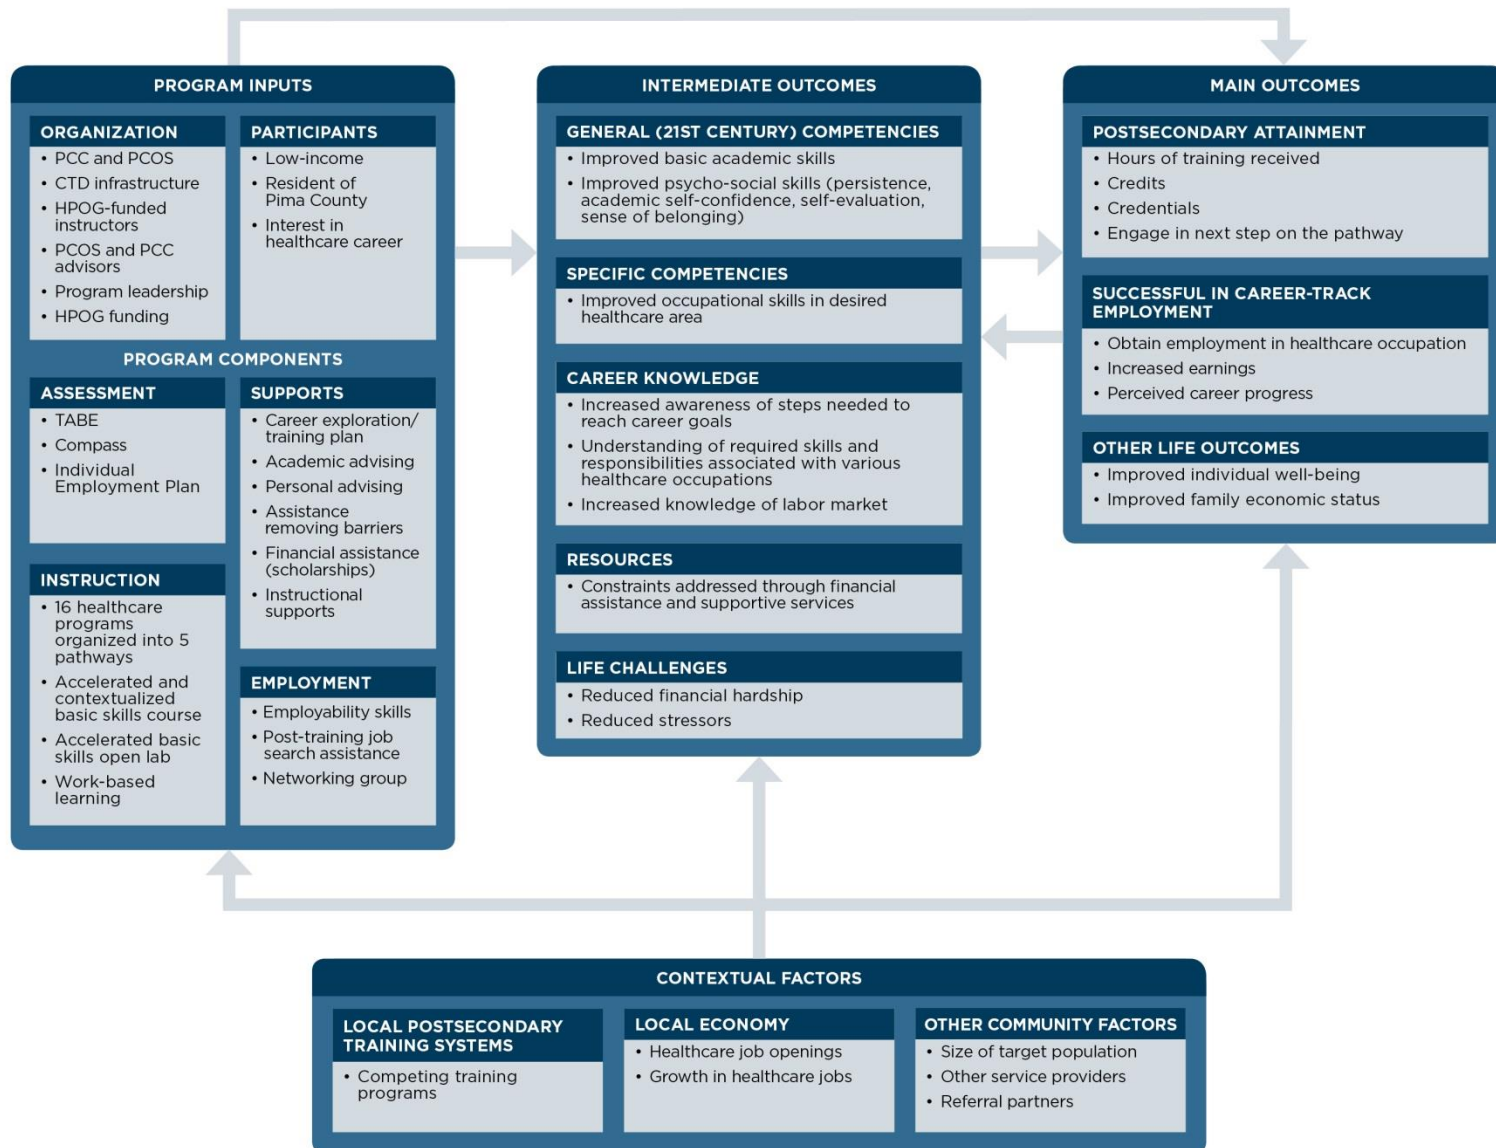 PROGRAM INPUTS
ORGANIZATION
• PCC and PCOS
• CTD infrastructure
• HPOG-funded
instructors
• PCOS and PCC
advisors
• Program leadership
• HPOG funding
PARTICIPANTS
• Low-income
• Resident of
Pima County
• Interest in
healthcare career
PROGRAM COMPONENTS
ASSESSMENT
• TABE
• Compass
• Individual
Employment Plan
SUPPORTS
• Career exploration/
training plan
• Academic advising
• Personal advising
• Assistance
removing barriers
• Financial assistance
(scholarships)
• Instructional
supports
INSTRUCTION
• 16 healthcare
programs
organized into 5
pathways
• Accelerated and
contextualized
basic skills course
• Accelerated basic
skills open lab
• Work-based
learning
EMPLOYMENT
• Employability skills
• Post-training job
search assistance
• Networking group
INTERMEDIATE OUTCOMES
GENERAL (21ST CENTURY) COMPETENCIES
• Improved basic academic skills
• Improved psycho-social skills (persistence,
academic self-confidence, self-evaluation,
sense of belonging)
SPECIFIC COMPETENCIES
• Improved occupational skills in desired
healthcare area
CAREER KNOWLEDGE
• Increased awareness of steps needed to
reach career goals
• Understanding of required skills and
responsibilities associated with various
healthcare occupations
• Increased knowledge of labor market
RESOURCES
• Constraints addressed through financial
assistance and supportive services
LIFE CHALLENGES
• Reduced financial hardship
• Reduced stressors
MAIN OUTCOMES
POSTSECONDARY ATTAINMENT
• Hours of training received
• Credits
• Credentials
• Engage in next step on the pathway
SUCCESSFUL IN CAREER-TRACK
EMPLOYMENT
• Obtain employment in healthcare occupation
• Increased earnings
• Perceived career progress
OTHER LIFE OUTCOMES
• Improved individual well-being
• Improved family economic status
CONTEXTUAL FACTORS
LOCAL POSTSECONDARY
TRAINING SYSTEMS
• Competing training
programs
LOCAL ECONOMY
• Healthcare job openings
• Growth in healthcare jobs
OTHER COMMUNITY FACTORS
• Size of target population
• Other service providers
• Referral partners